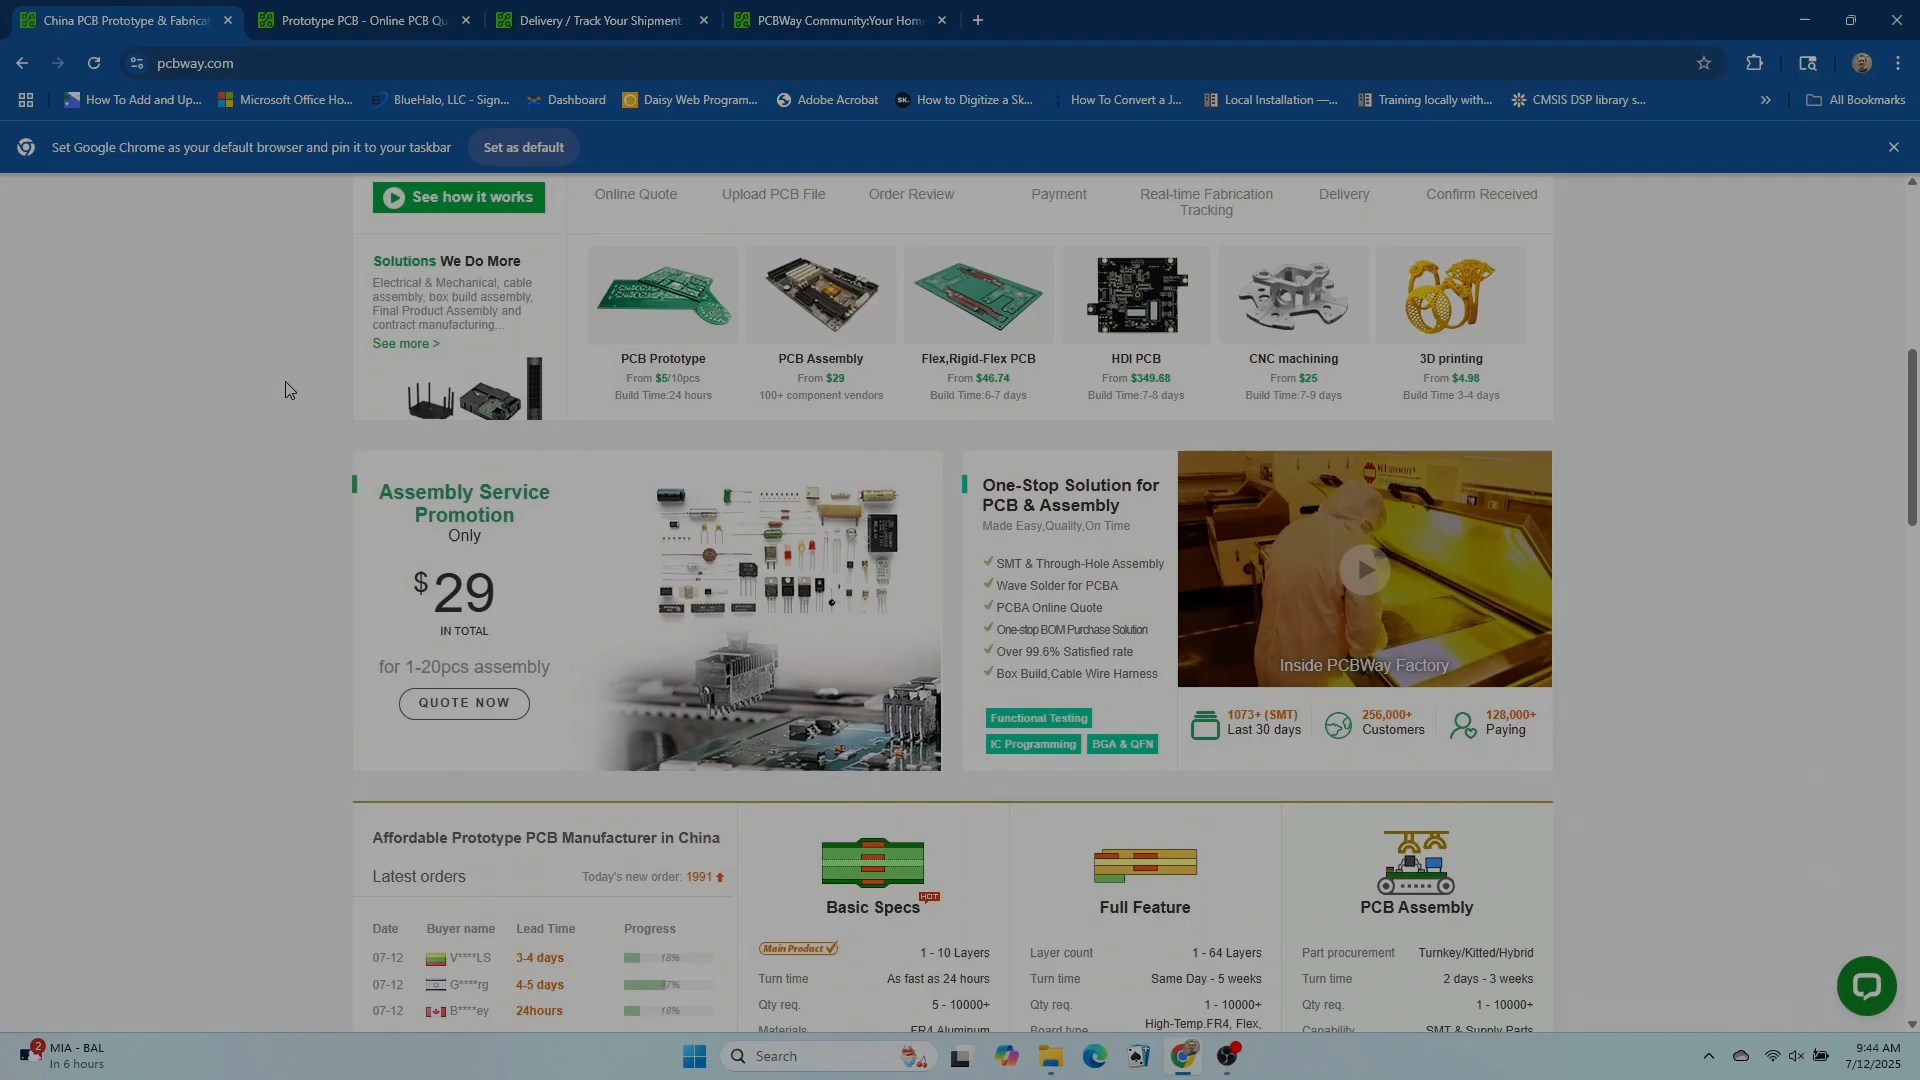 China PCB Prototype & Fabrica
Prototype PCB - Online PCB Qu
Delivery / Track Your Shipment
PCBWay Community:Your Hom
pcbway.com
How To Add and Up...
Microsoft Office Ho...
BlueHalo, LLC - Sign...
Dashboard
Daisy Web Program...
Adobe Acrobat
SK.
How to Digitize a Sk...
How To Convert a J...
Local Installation —...
Training locally with...
CMSIS DSP library s...
All Bookmarks
Set Google Chrome as your default browser and pin it to your taskbar
Set as default
See how it works
Online Quote
Upload PCB File
Order Review
Payment
Real-time Fabrication
Tracking
Delivery
Confirm Received
Solutions We Do More
Electrical & Mechanical, cable
assembly, box build assembly,
Final Product Assembly and
contract manufacturing...
See more >
PCB Prototype
From $5/10pcs
Build Time:24 hours
PCB Assembly
From $29
100+ component vendors
Flex,Rigid-Flex PCB
From $46.74
Build Time:6-7 days
HDI PCB
From $349.68
Build Time:7-8 days
CNC machining
From $25
Build Time:7-9 days
3D printing
From $4.98
Build Time:3-4 days
Assembly Service
Promotion
Only
$29
IN TOTAL
for 1-20pcs assembly
QUOTE NOW
One-Stop Solution for
PCB & Assembly
Made Easy,Quality,On Time
SMT & Through-Hole Assembly
Wave Solder for PCBA
PCBA Online Quote
One-stop BOM Purchase Solution
Over 99.6% Satisfied rate
Box Build,Cable Wire Harness
Functional Testing
IC Programming
BGA & QFN
Inside PCBWay Factory
1073+ (SMT)
Last 30 days
256,000+
Customers
128,000+
Paying
Affordable Prototype PCB Manufacturer in China
Latest orders
Today's new order: 1991
Date Buyer name Lead Time Progress
07-12 V****LS 3-4 days 18%
07-12 G****rg 4-5 days 47%
07-12 B****ey 24hours 18%
HOT
Basic Specs
Main Product
1 - 10 Layers
Turn time As fast as 24 hours
Qty req. 5 - 10000+
Materials FR4 Aluminum
Full Feature
Layer count 1 - 64 Layers
Turn time Same Day - 5 weeks
Qty req. 1 - 10000+
Board type High-Temp.FR4, Flex,
PCB Assembly
Part procurement Turnkey/Kitted/Hybrid
Turn time 2 days - 3 weeks
Qty req. 1 - 10000+
Capability SMT & Supply Parts
2
MIA - BAL
In 6 hours
Search
9:44 AM
7/12/2025